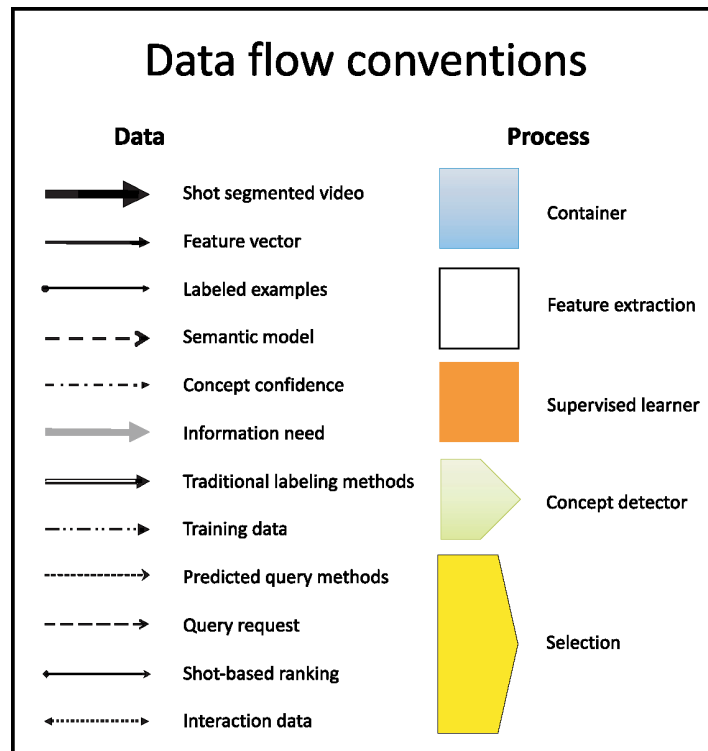 Data flow conventions
Data
Shot segmented video
Feature vector
Labeled examples
Semantic model
Concept confidence
Information need
Traditional labeling methods
Training data
Predicted query methods
Query request
Shot-based ranking
Interaction data
Process
Container
Feature extraction
Supervised learner
Concept detector
Selection